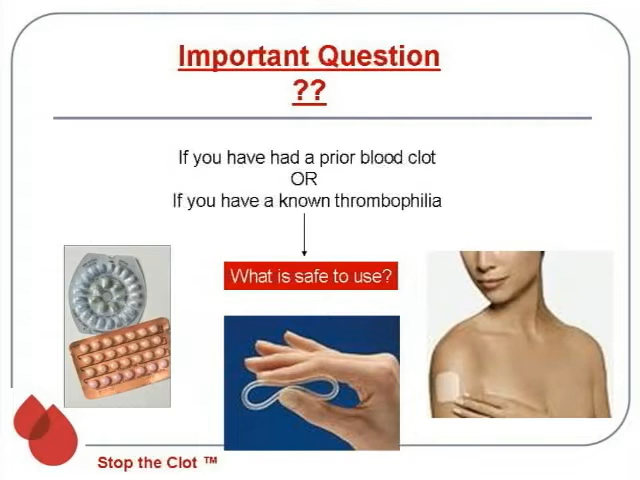 Important Question
??
If you have had a prior blood clot
OR
If you have a known thrombophilia
What is safe to use?
Stop the Clot ™